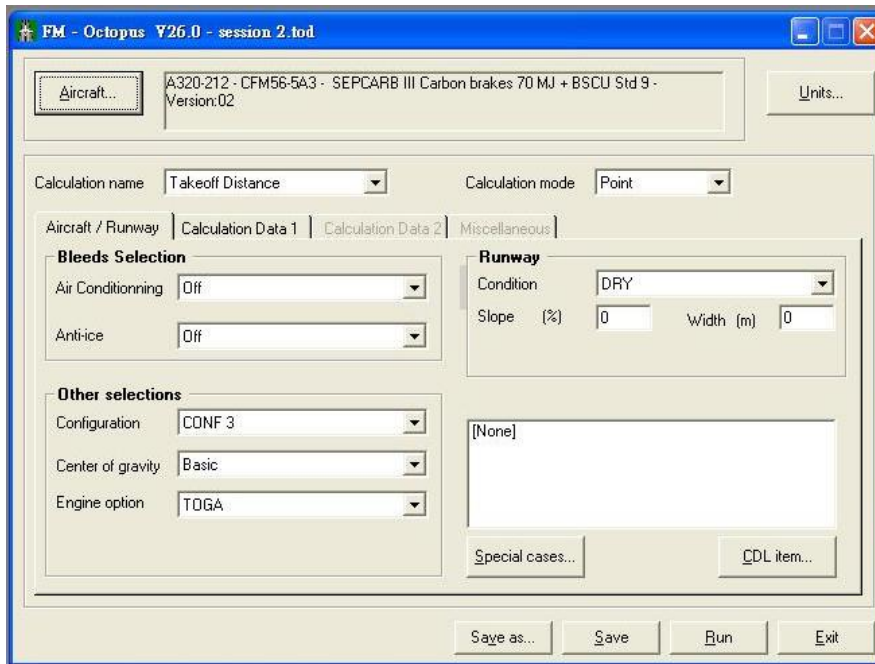 FM - Octopus V26.0 - session 2.tod
Aircraft...
A320-212 - CFM56-5A3 - SEPCARB III Carbon brakes 70 MJ + BSCU Std 9 -
Version:02
Units...
Calculation name Takeoff Distance Calculation mode Point
Aircraft / Runway Calculation Data 1 Calculation Data 2 Miscellaneous
Bleeds Selection
Air Conditionning Off
Anti-ice Off
Runway
Condition DRY
Slope (%) 0 Width (m) 0
Other selections
Configuration CONF 3
Center of gravity Basic
Engine option TOGA
[None]
Special cases... CDL item...
Save as... Save Run Exit